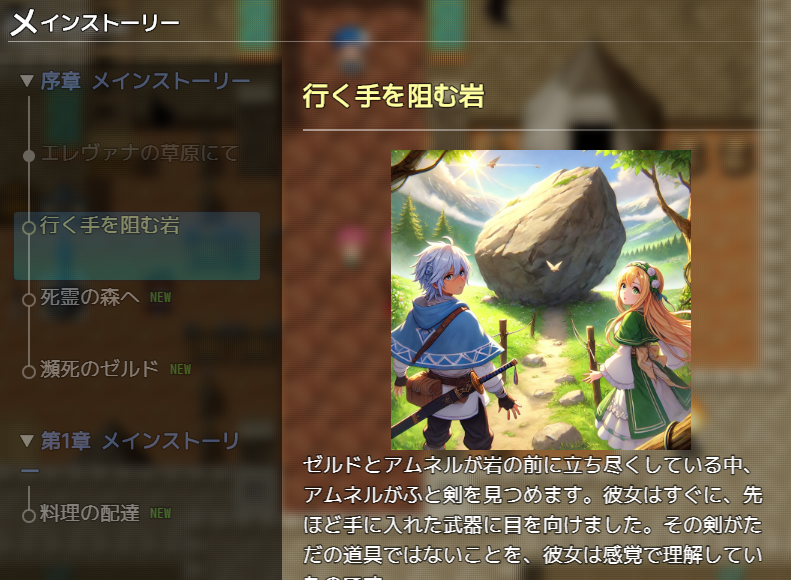 メインストーリー
▼ 序章 メインストーリー
エレヴァナの草原にて
行く手を阻む岩
死霊の森へ NEW
瀕死のゼルド NEW
▼ 第1章 メインストーリ
ー
料理の配達 NEW
行く手を阻む岩
ゼルドとアムネルが岩の前に立ち尽くしている中、
アムネルがふと剣を見つめます。彼女はすぐに、先
ほど手に入れた武器に目を向けました。その剣がた
だの道具ではないことを、彼女は感覚で理解してい